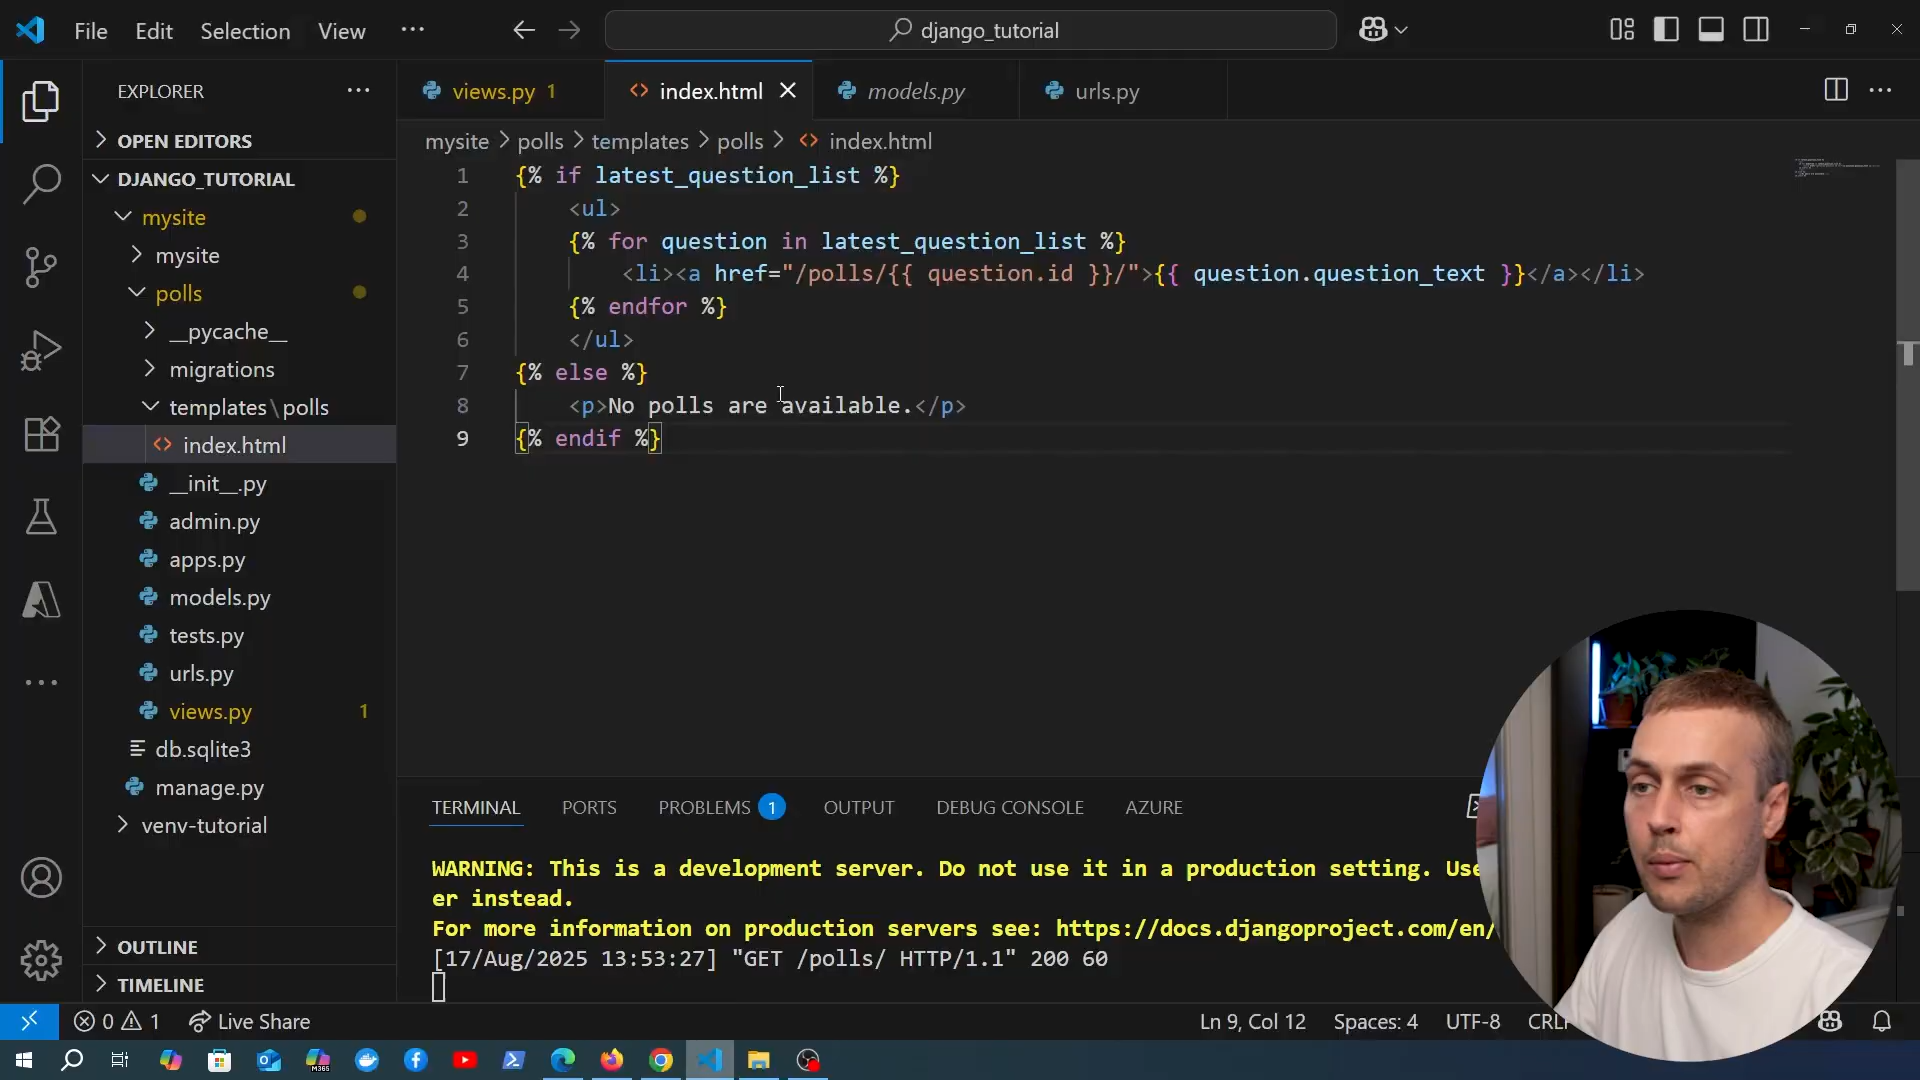 File Edit Selection View ...
django_tutorial
EXPLORER
OPEN EDITORS
DJANGO_TUTORIAL
mysite
mysite
polls
__pycache__
migrations
templates\polls
index.html
__init__.py
admin.py
apps.py
models.py
tests.py
urls.py
views.py 1
db.sqlite3
manage.py
venv-tutorial
OUTLINE
TIMELINE
views.py 1 index.html models.py urls.py
mysite > polls > templates > polls > index.html
1 {% if latest_question_list %}
2     <ul>
3     {% for question in latest_question_list %}
4         <li><a href="/polls/{{ question.id }}/">{{ question.question_text }}</a></li>
5     {% endfor %}
6     </ul>
7 {% else %}
8     <p>No polls are available.</p>
9 {% endif %}
TERMINAL PORTS PROBLEMS 1 OUTPUT DEBUG CONSOLE AZURE
WARNING: This is a development server. Do not use it in a production setting. Use
er instead.
For more information on production servers see: https://docs.djangoproject.com/en/
[17/Aug/2025 13:53:27] "GET /polls/ HTTP/1.1" 200 60
0 1 Live Share Ln 9, Col 12 Spaces: 4 UTF-8 CRLF
M365